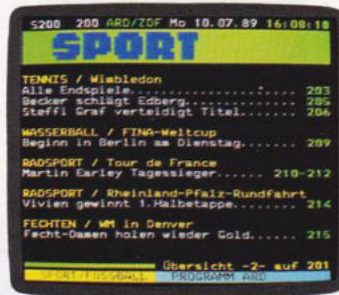 S200 200 ARD/ZDF Mo 10.07.89 16:08:18
SPORT
TENNIS / Wimbledon
Alle Endspiele................. 203
Becker schlägt Edberg.......... 205
Steffi Graf verteidigt Titel... 206
WASSERBALL / FINA-Weltcup
Beginn in Berlin am Dienstag... 209
RADSPORT / Tour de France
Martin Earley Tagessieger...... 210-212
RADSPORT / Rheinland-Pfalz-Rundfahrt
Vivien gewinnt 1.Halbetappe.... 214
FECHTEN / WM in Denver
Fecht-Damen holen wieder Gold.. 215
Übersicht -2- auf 201
SPORT/FUSSBALL PROGRAMM ARD